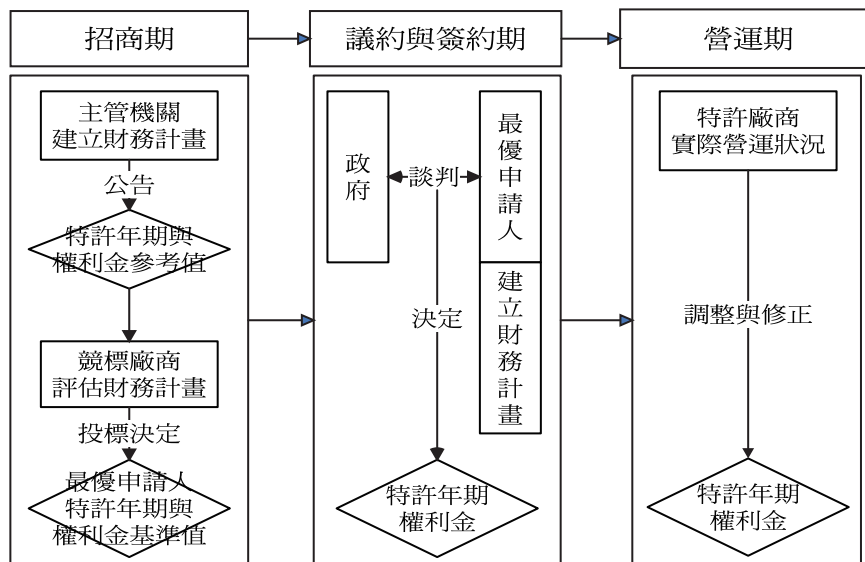 招商期
議約與簽約期
營運期
主管機關
建立財務計畫
公告
特許年期與
權利金參考值
競標廠商
評估財務計畫
投標決定
最優申請人
特許年期與
權利金基準值
政府
談判
最優申請人
建立財務計畫
決定
特許年期
權利金
特許廠商
實際營運狀況
調整與修正
特許年期
權利金